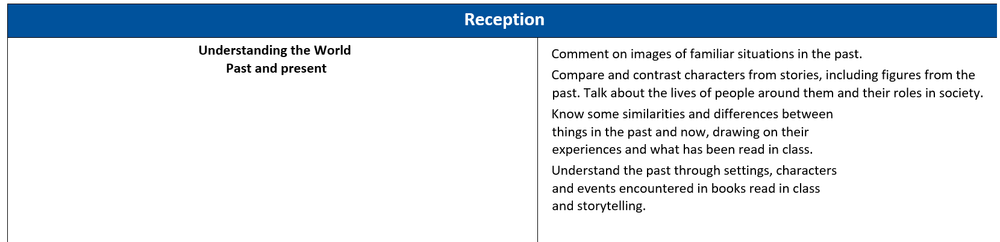 Reception
Understanding the World
Past and present
Comment on images of familiar situations in the past.
Compare and contrast characters from stories, including figures from the
past. Talk about the lives of people around them and their roles in society.
Know some similarities and differences between
things in the past and now, drawing on their
experiences and what has been read in class.
Understand the past through settings, characters
and events encountered in books read in class
and storytelling.